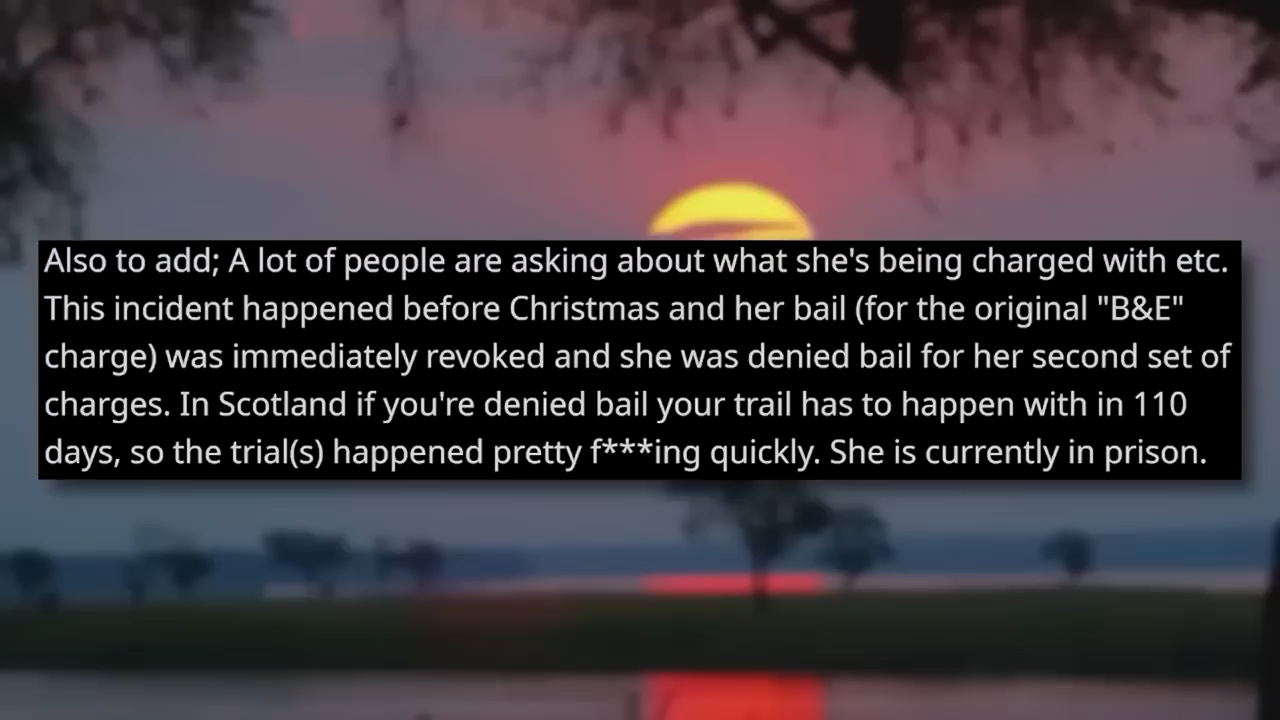 Also to add; A lot of people are asking about what she's being charged with etc.
This incident happened before Christmas and her bail (for the original "B&E"
charge) was immediately revoked and she was denied bail for her second set of
charges. In Scotland if you're denied bail your trail has to happen with in 110
days, so the trial(s) happened pretty f***ing quickly. She is currently in prison.